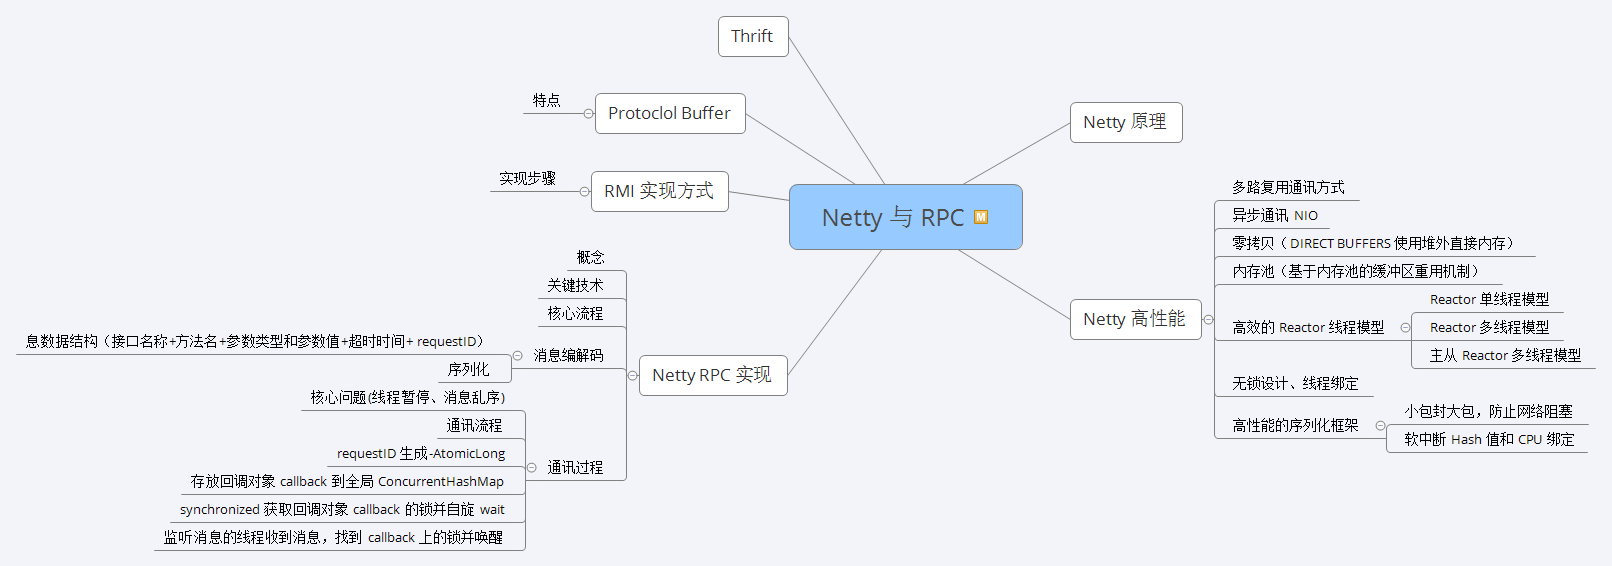 Netty 与 RPC
M
Netty 原理
Netty 高性能
多路复用通讯方式
异步通讯 NIO
零拷贝（ DIRECT BUFFERS 使用堆外直接内存）
内存池（基于内存池的缓冲区重用机制）
高效的 Reactor 线程模型
Reactor 单线程模型
Reactor 多线程模型
主从 Reactor 多线程模型
无锁设计、线程绑定
高性能的序列化框架
小包封大包，防止网络阻塞
软中断 Hash 值和 CPU 绑定
Netty RPC 实现
概念
关键技术
核心流程
消息编解码
息数据结构（接口名称+方法名+参数类型和参数值+超时时间+ requestID）
序列化
通讯过程
核心问题(线程暂停、消息乱序)
通讯流程
requestID 生成-AtomicLong
存放回调对象 callback 到全局 ConcurrentHashMap
synchronized 获取回调对象 callback 的锁并自旋 wait
监听消息的线程收到消息，找到 callback 上的锁并唤醒
RMI 实现方式
实现步骤
Protoclol Buffer
特点
Thrift